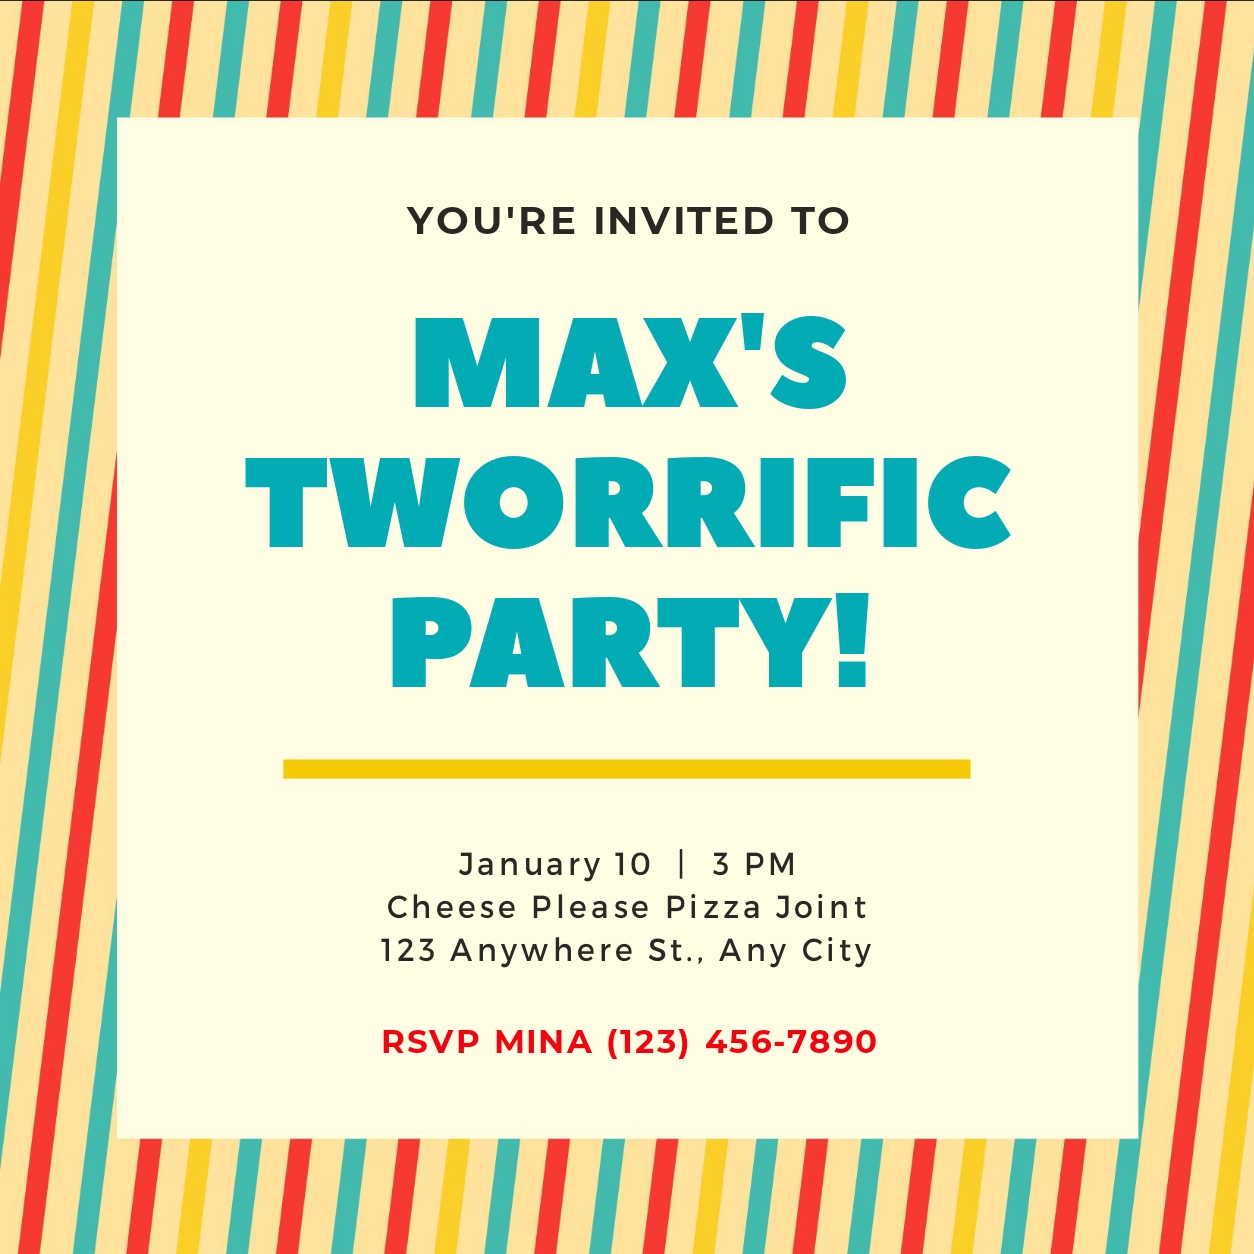 YOU'RE INVITED TO
MAX'S
TWORRIFIC
PARTY!
January 10 | 3 PM
Cheese Please Pizza Joint
123 Anywhere St., Any City
RSVP MINA (123) 456-7890